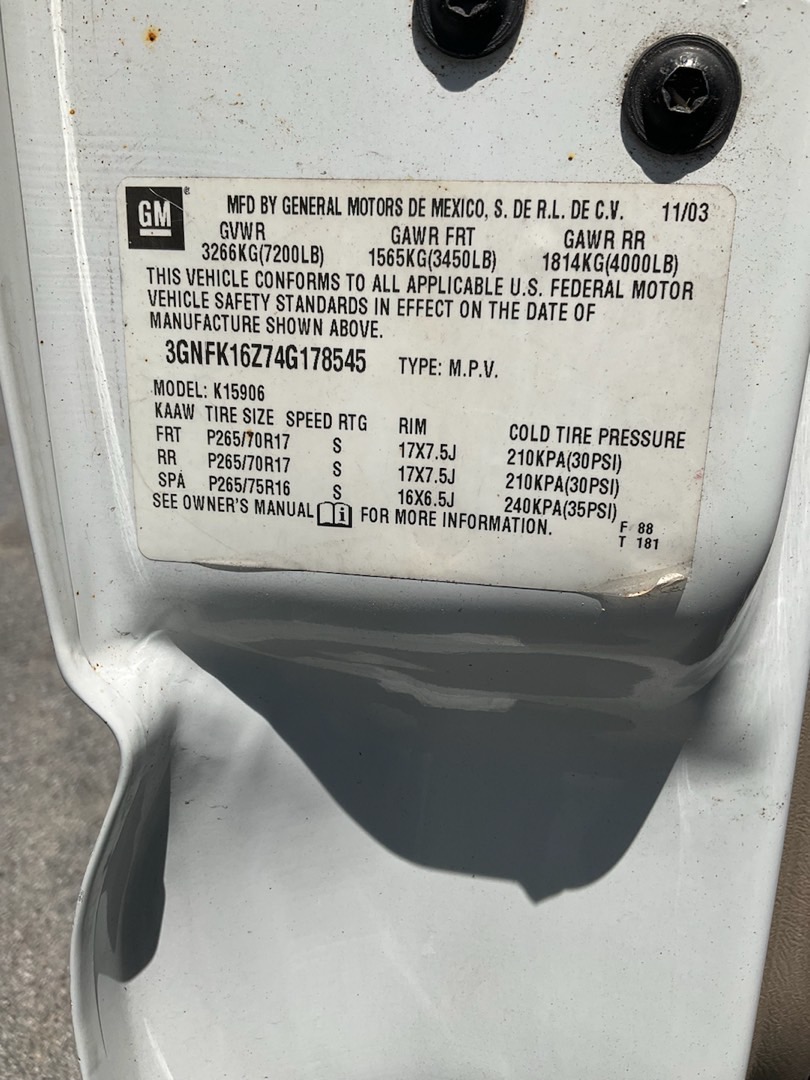 GM ® MFD BY GENERAL MOTORS DE MEXICO, S. DE R.L. DE C.V. 11/03
GVWR GAWR FRT GAWR RR
3266KG(7200LB) 1565KG(3450LB) 1814KG(4000LB)
THIS VEHICLE CONFORMS TO ALL APPLICABLE U.S. FEDERAL MOTOR
VEHICLE SAFETY STANDARDS IN EFFECT ON THE DATE OF
MANUFACTURE SHOWN ABOVE.
3GNFK16Z74G178545 TYPE: M.P.V.
MODEL: K15906
KAAW TIRE SIZE SPEED RTG RIM COLD TIRE PRESSURE
FRT P265/70R17 S 17X7.5J 210KPA(30PSI)
RR P265/70R17 S 17X7.5J 210KPA(30PSI)
SPA P265/75R16 S 16X6.5J 240KPA(35PSI)
SEE OWNER'S MANUAL i FOR MORE INFORMATION.
F 88
T 181